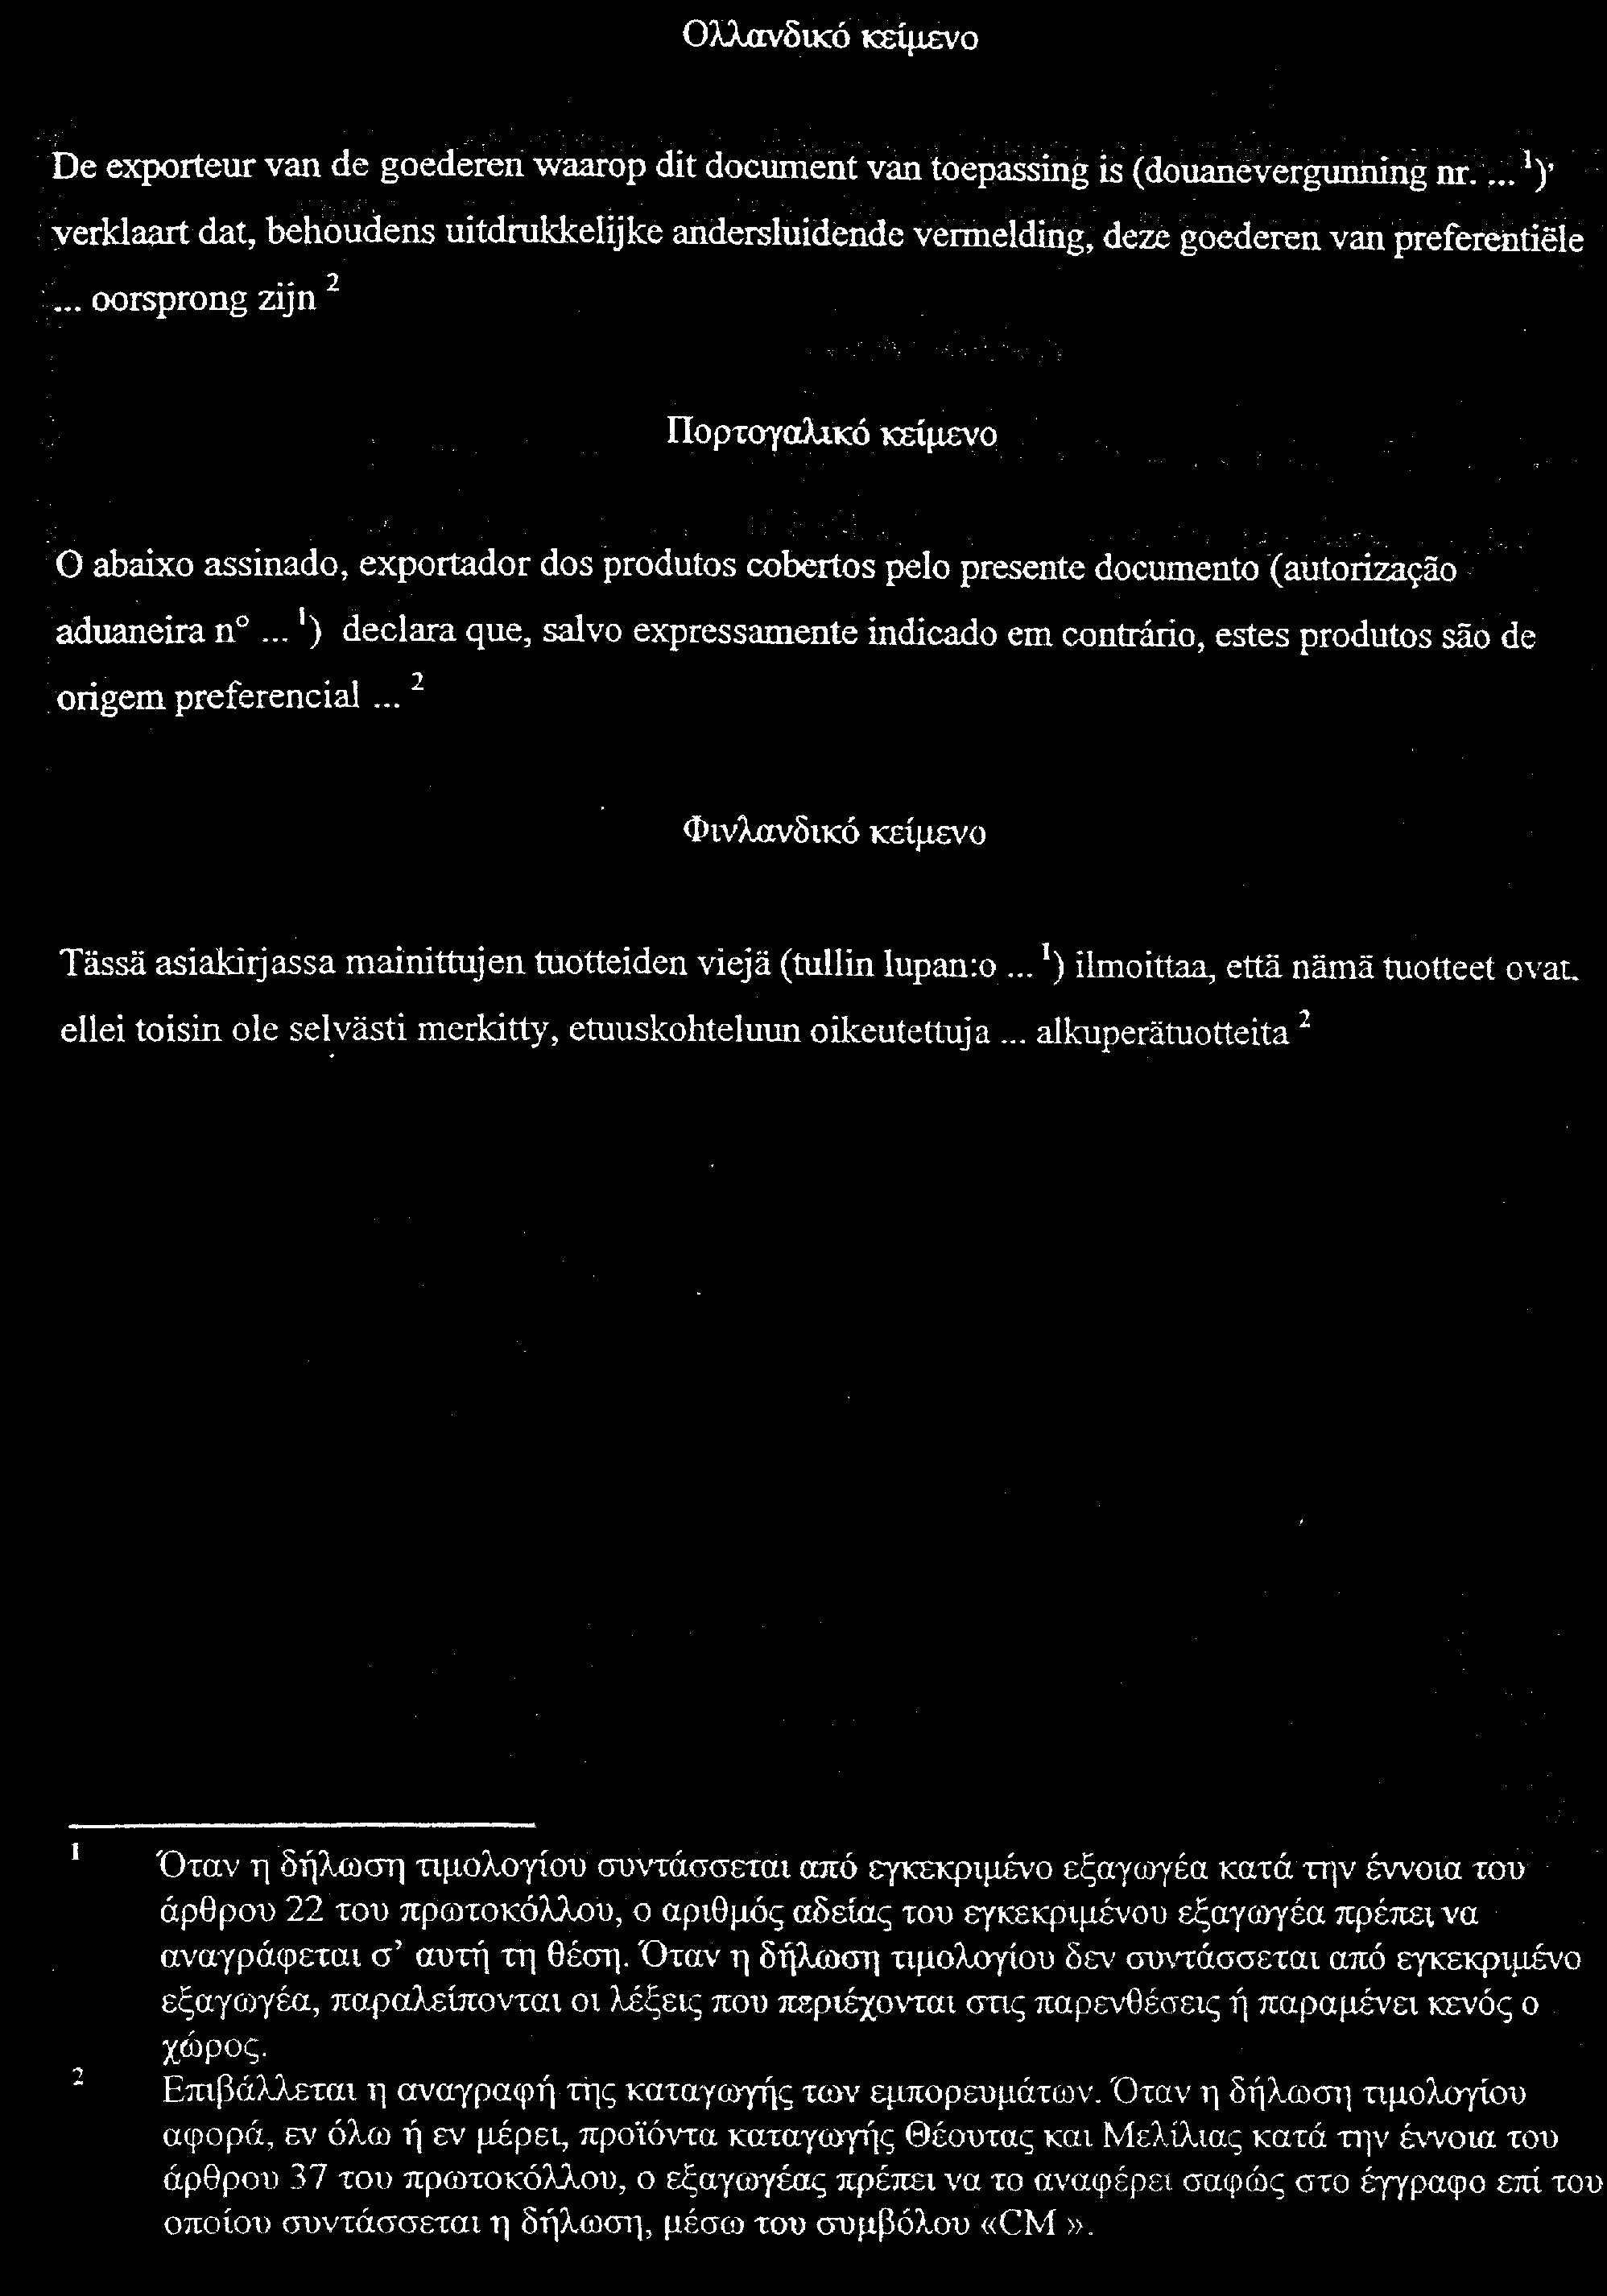 Ολλανδικό κείμενο
De exporteur van de goederen waarop dit document van toepassing is (douanevergunning nr. ... ¹)’
verklaart dat, behoudens uitdrukkelijke andersluidende vermelding, deze goederen van preferentiële
... oorsprong zijn ²
Πορτογαλικό κείμενο
O abaixo assinado, exportador dos produtos cobertos pelo presente documento (autorização
aduaneira n° ... ¹) declara que, salvo expressamente indicado em contrário, estes produtos são de
origem preferencial ... ²
Φινλανδικό κείμενο
Tässä asiakirjassa mainittujen tuotteiden viejä (tullin lupan:o ... ¹) ilmoittaa, että nämä tuotteet ovat.
ellei toisin ole selvästi merkitty, etuuskohteluun oikeutettuja ... alkuperätuotteita ²
¹ Όταν η δήλωση τιμολογίου συντάσσεται από εγκεκριμένο εξαγωγέα κατά την έννοια του
άρθρου 22 του πρωτοκόλλου, ο αριθμός αδείας του εγκεκριμένου εξαγωγέα πρέπει να
αναγράφεται σ’ αυτή τη θέση. Όταν η δήλωση τιμολογίου δεν συντάσσεται από εγκεκριμένο
εξαγωγέα, παραλείπονται οι λέξεις που περιέχονται στις παρενθέσεις ή παραμένει κενός ο
χώρος.
² Επιβάλλεται η αναγραφή της καταγωγής των εμπορευμάτων. Όταν η δήλωση τιμολογίου
αφορά, εν όλω ή εν μέρει, προϊόντα καταγωγής Θέουτας και Μελίλιας κατά την έννοια του
άρθρου 37 του πρωτοκόλλου, ο εξαγωγέας πρέπει να το αναφέρει σαφώς στο έγγραφο επί του
οποίου συντάσσεται η δήλωση, μέσω του συμβόλου «CM ».